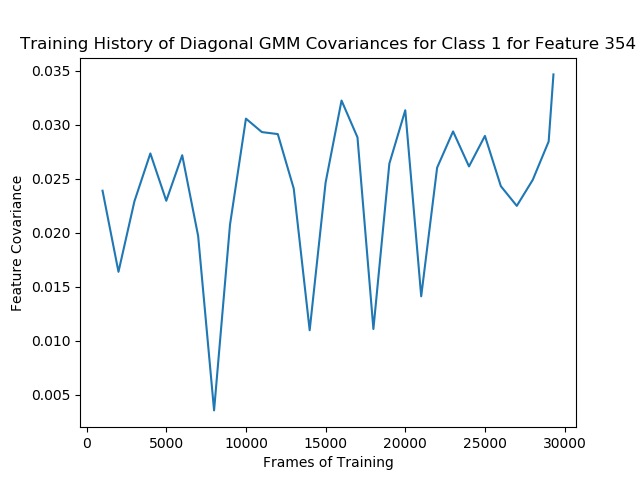 Training History of Diagonal GMM Covariances for Class 1 for Feature 354
0.035
0.030
0.025
0.020
0.015
0.010
0.005
Feature Covariance
0 5000 10000 15000 20000 25000 30000
Frames of Training